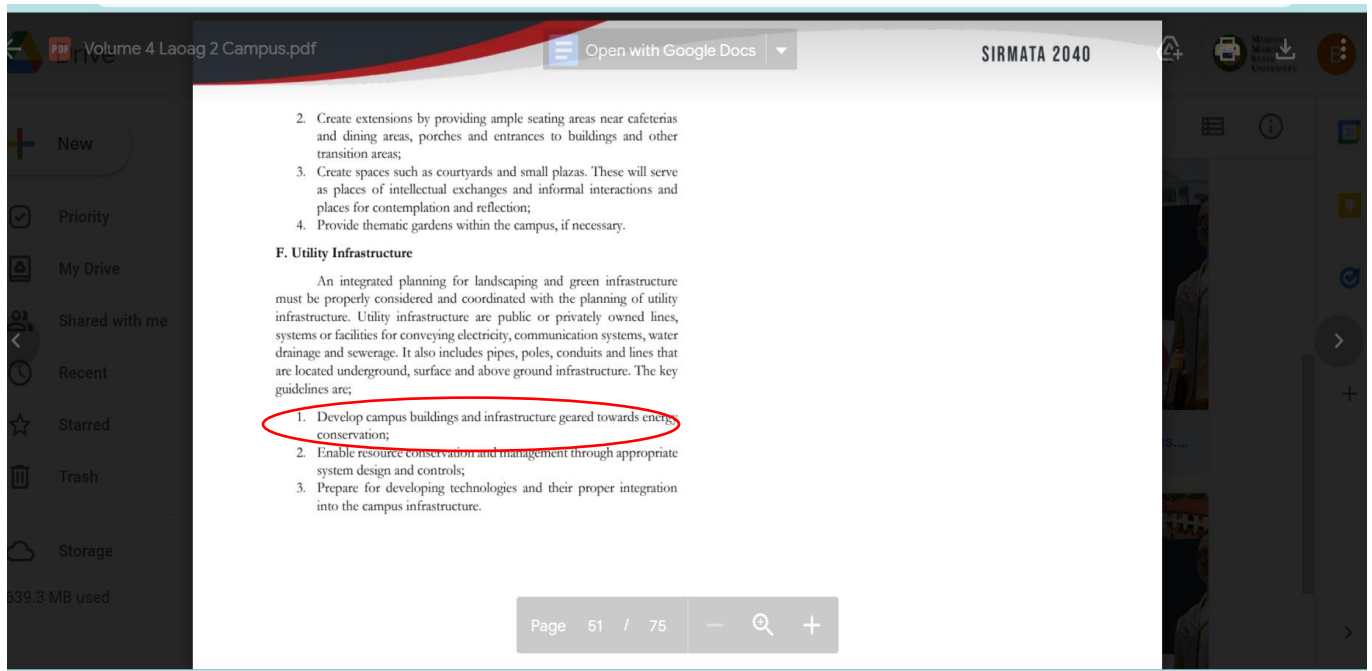 Volume 4 Laoag 2 Campus.pdf
Drive
Open with Google Docs
SIRMATA 2040
New
Priority
My Drive
Shared with me
Recent
Starred
Trash
Storage
639.3 MB used
2. Create extensions by providing ample seating areas near cafeterias
and dining areas, porches and entrances to buildings and other
transition areas;
3. Create spaces such as courtyards and small plazas. These will serve
as places of intellectual exchanges and informal interactions and
places for contemplation and reflection;
4. Provide thematic gardens within the campus, if necessary.
F. Utility Infrastructure
An integrated planning for landscaping and green infrastructure
must be properly considered and coordinated with the planning of utility
infrastructure. Utility infrastructure are public or privately owned lines,
systems or facilities for conveying electricity, communication systems, water
drainage and sewerage. It also includes pipes, poles, conduits and lines that
are located underground, surface and above ground infrastructure. The key
guidelines are;
1. Develop campus buildings and infrastructure geared towards energy
conservation;
2. Enable resource conservation and management through appropriate
system design and controls;
3. Prepare for developing technologies and their proper integration
into the campus infrastructure.
Page 51 / 75